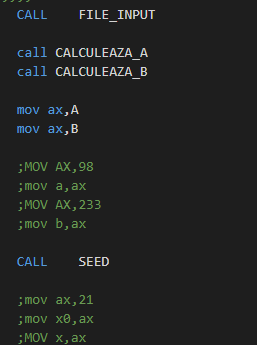 CALL    FILE_INPUT
call CALCULEAZA_A
call CALCULEAZA_B
mov ax,A
mov ax,B
;MOV AX,98
;mov a,ax
;MOV AX,233
;mov b,ax
CALL    SEED
;mov ax,21
;mov x0,ax
;MOV x,ax